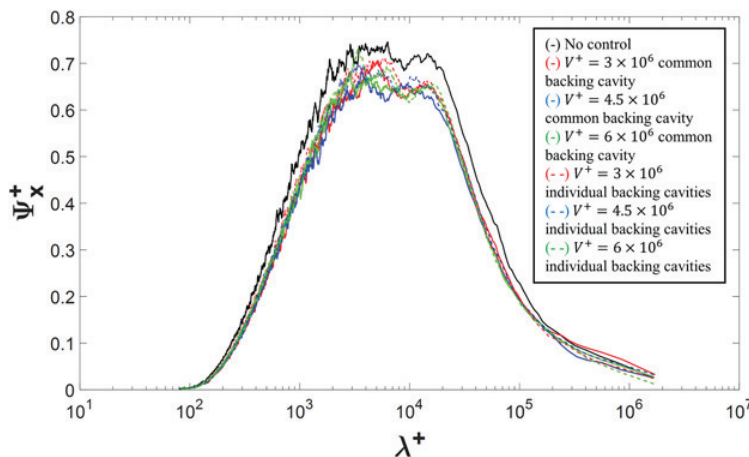 0.8
0.7
0.6
0.5
0.4
0.3
0.2
0.1
0
Ψₓ⁺
(-) No control
(-) V⁺ = 3 × 10⁶ common
backing cavity
(-) V⁺ = 4.5 × 10⁶
common backing cavity
(-) V⁺ = 6 × 10⁶ common
backing cavity
(- -) V⁺ = 3 × 10⁶
individual backing cavities
(- -) V⁺ = 4.5 × 10⁶
individual backing cavities
(- -) V⁺ = 6 × 10⁶
individual backing cavities
10¹ 10² 10³ 10⁴ 10⁵ 10⁶ 10⁷
λ⁺